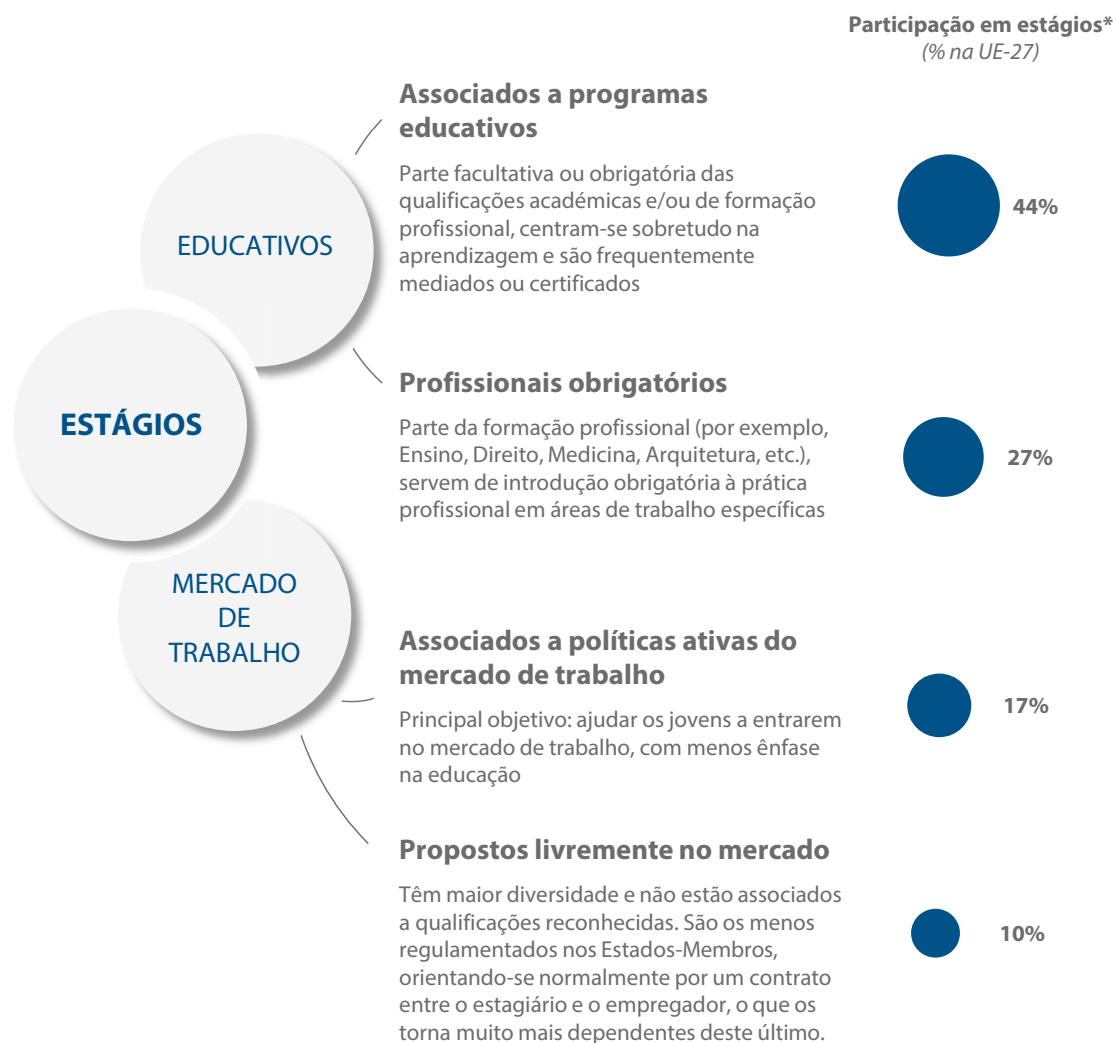 Participação em estágios*
(% na UE-27)
Associados a programas
educativos
Parte facultativa ou obrigatória das
qualificações académicas e/ou de formação
profissional, centram-se sobretudo na
aprendizagem e são frequentemente
mediados ou certificados
44%
EDUCATIVOS
Profissionais obrigatórios
Parte da formação profissional (por exemplo,
Ensino, Direito, Medicina, Arquitetura, etc.),
servem de introdução obrigatória à prática
profissional em áreas de trabalho específicas
27%
ESTÁGIOS
MERCADO
DE
TRABALHO
Associados a políticas ativas do
mercado de trabalho
Principal objetivo: ajudar os jovens a entrarem
no mercado de trabalho, com menos ênfase
na educação
17%
Propostos livremente no mercado
Têm maior diversidade e não estão associados
a qualificações reconhecidas. São os menos
regulamentados nos Estados-Membros,
orientando-se normalmente por um contrato
entre o estagiário e o empregador, o que os
torna muito mais dependentes deste último.
10%